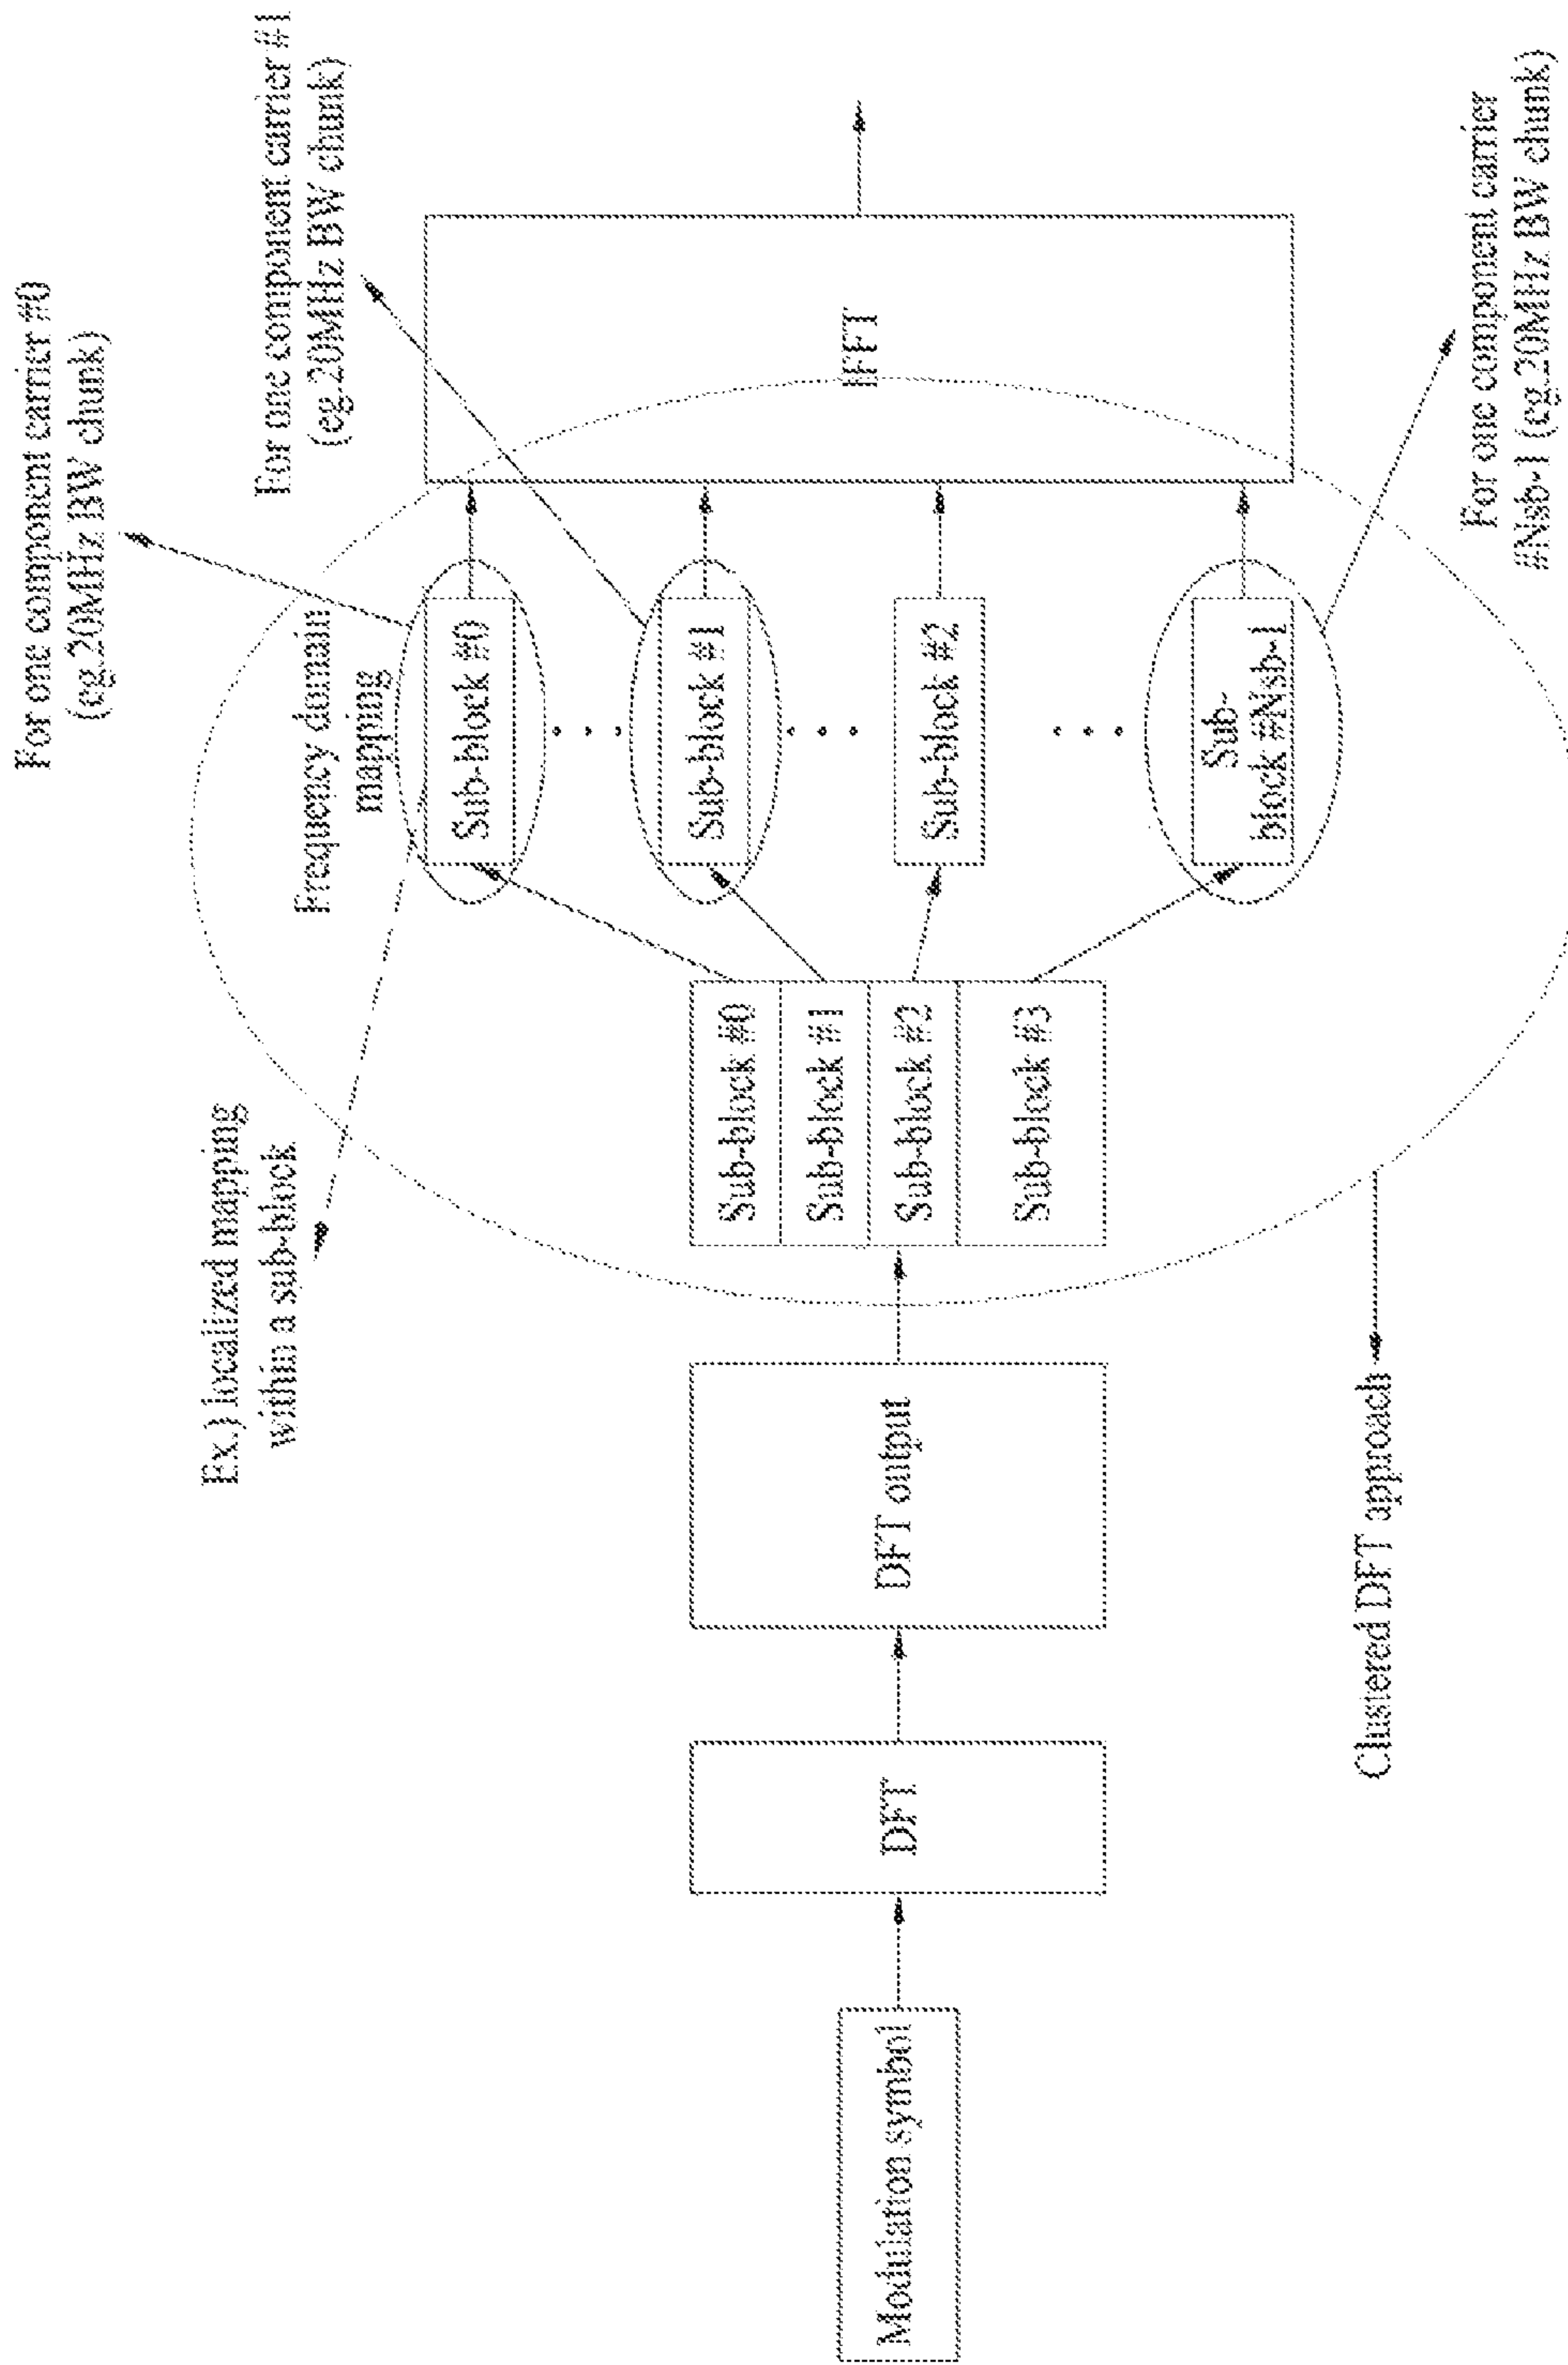 Modulation symbol
DFT
DFT output
Sub-block #0
Sub-block #1
Sub-block #2
Sub-block #3
Ex.) localized mapping
within a sub-block
Frequency domain
mapping
Sub-block #0
Sub-block #1
Sub-block #2
Sub-
block #Nsb-1
IFFT
For one component carrier #0
(eg.20MHz BW chunk)
For one component carrier #1
(eg.20MHz BW chunk)
For one component carrier
#Nsb-1 (eg.20MHz BW chunk)
Clustered DFT approach